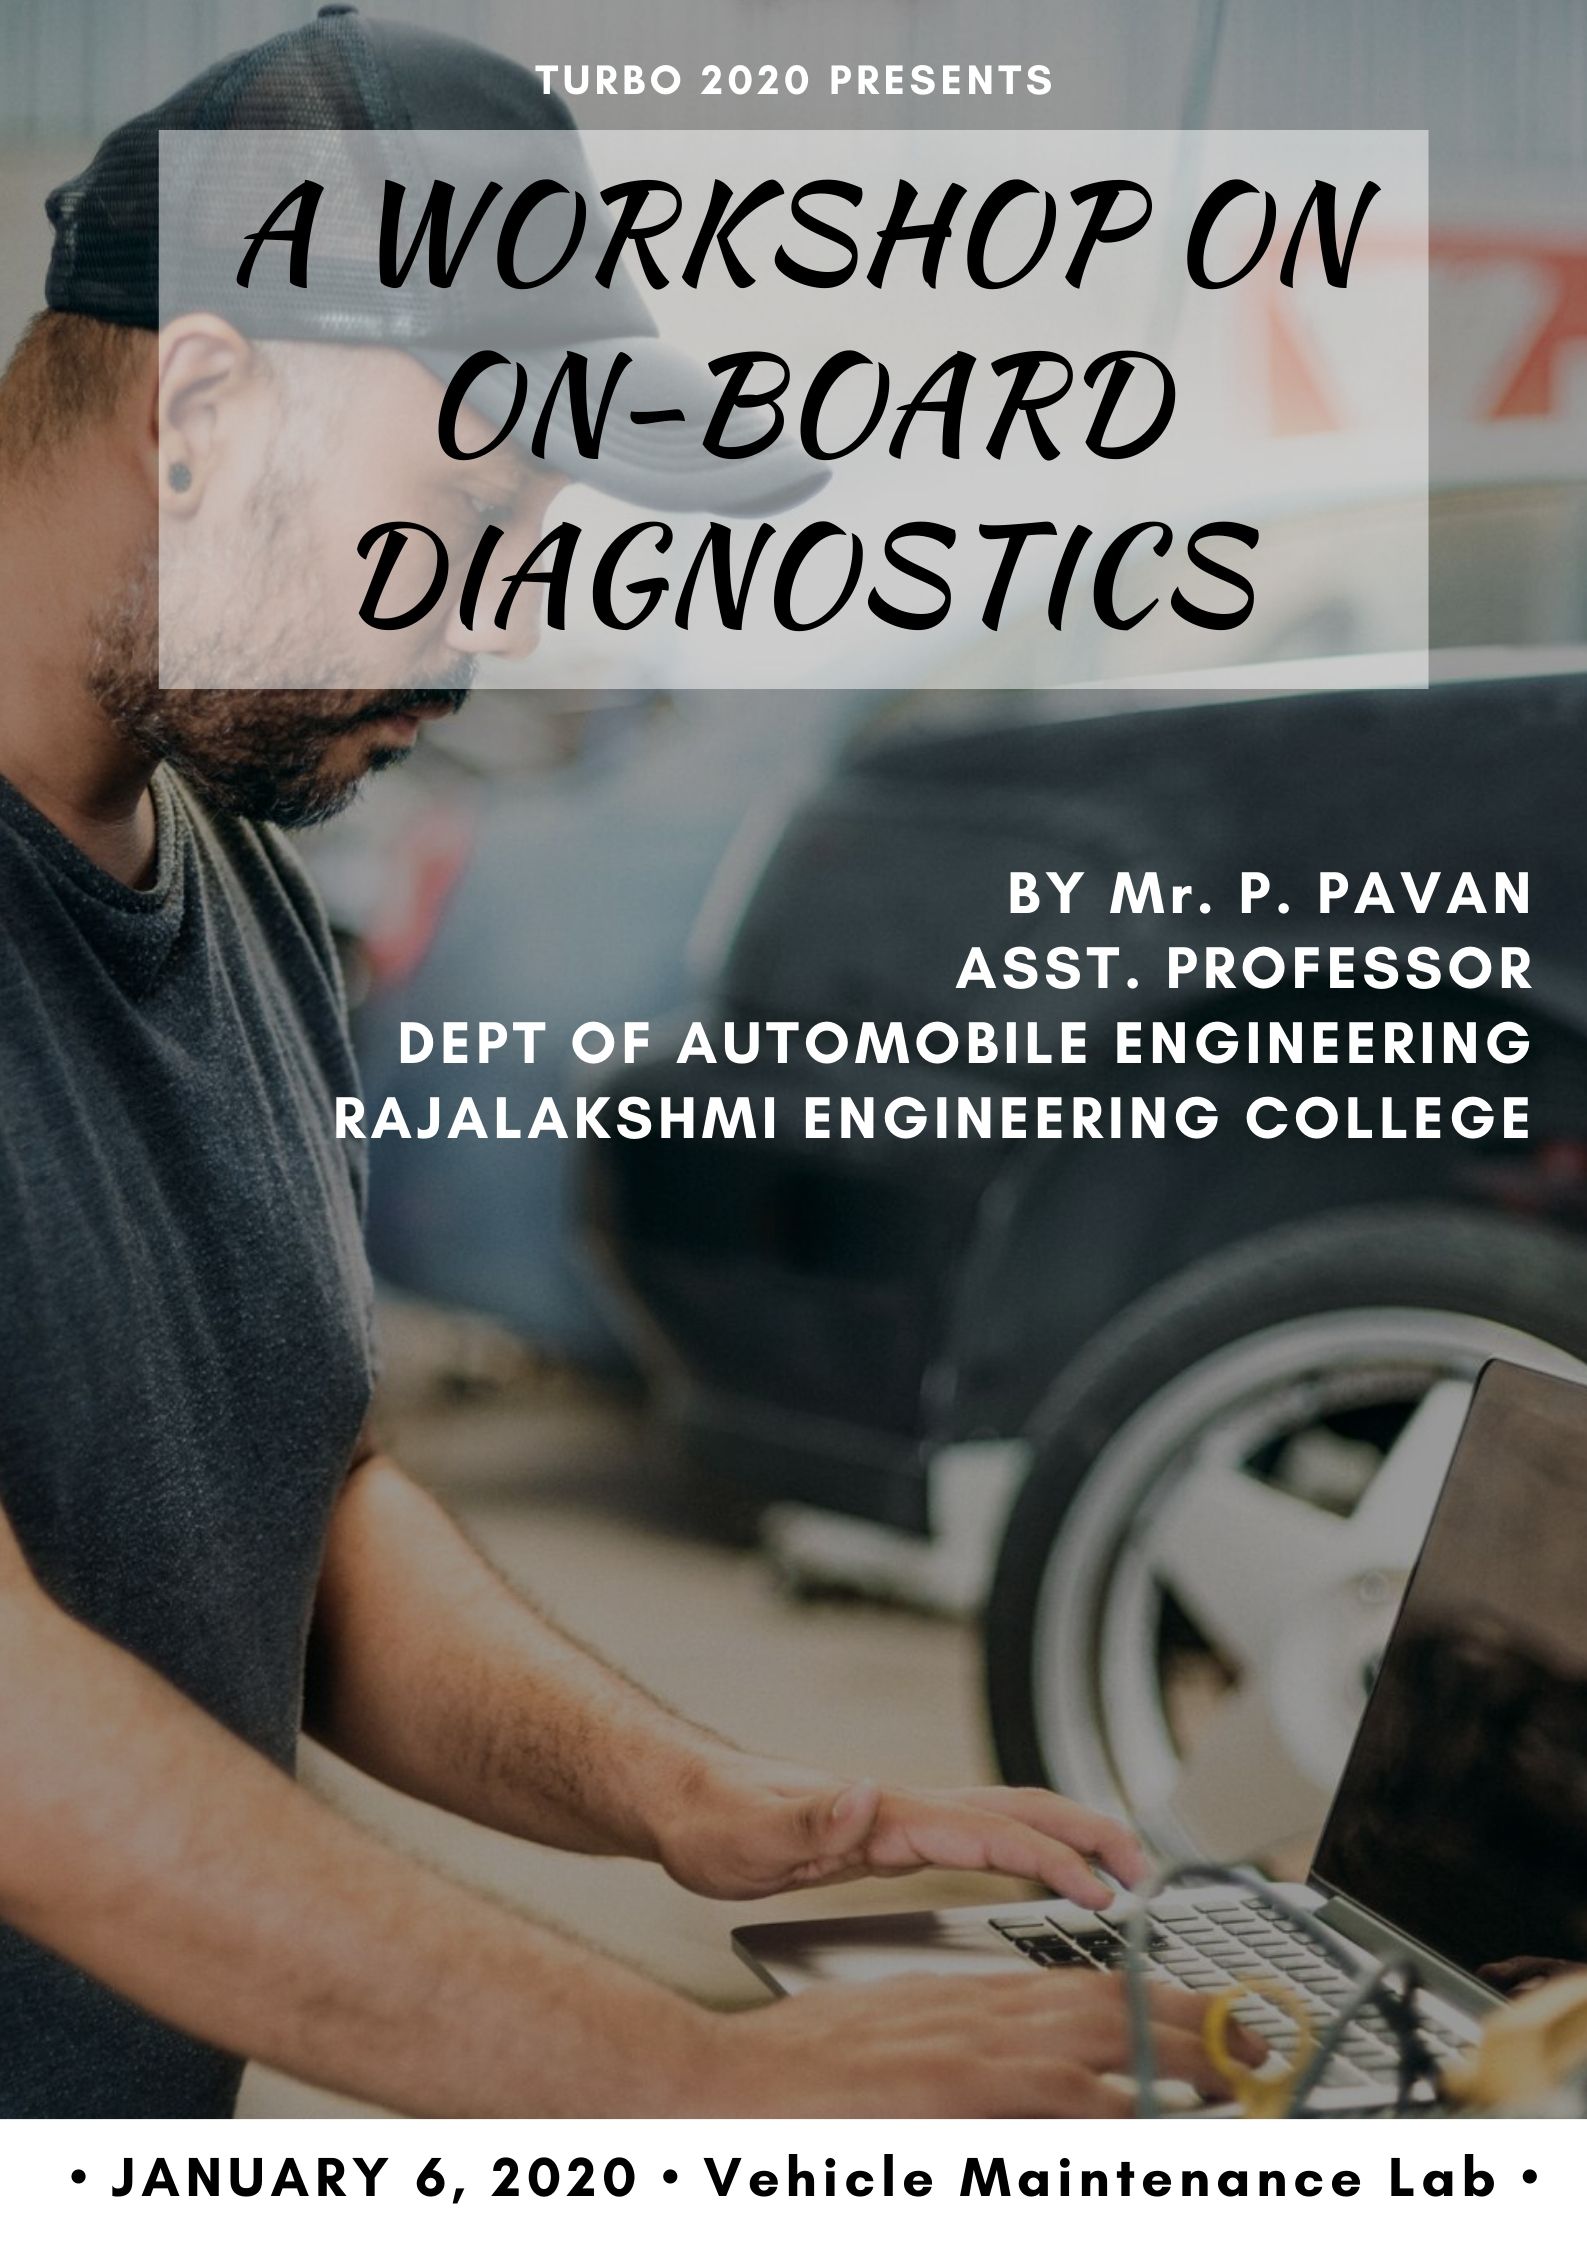 TURBO 2020 PRESENTS
A WORKSHOP ON
ON-BOARD
DIAGNOSTICS
BY Mr. P. PAVAN
ASST. PROFESSOR
DEPT OF AUTOMOBILE ENGINEERING
RAJALAKSHMI ENGINEERING COLLEGE
• JANUARY 6, 2020 • Vehicle Maintenance Lab •